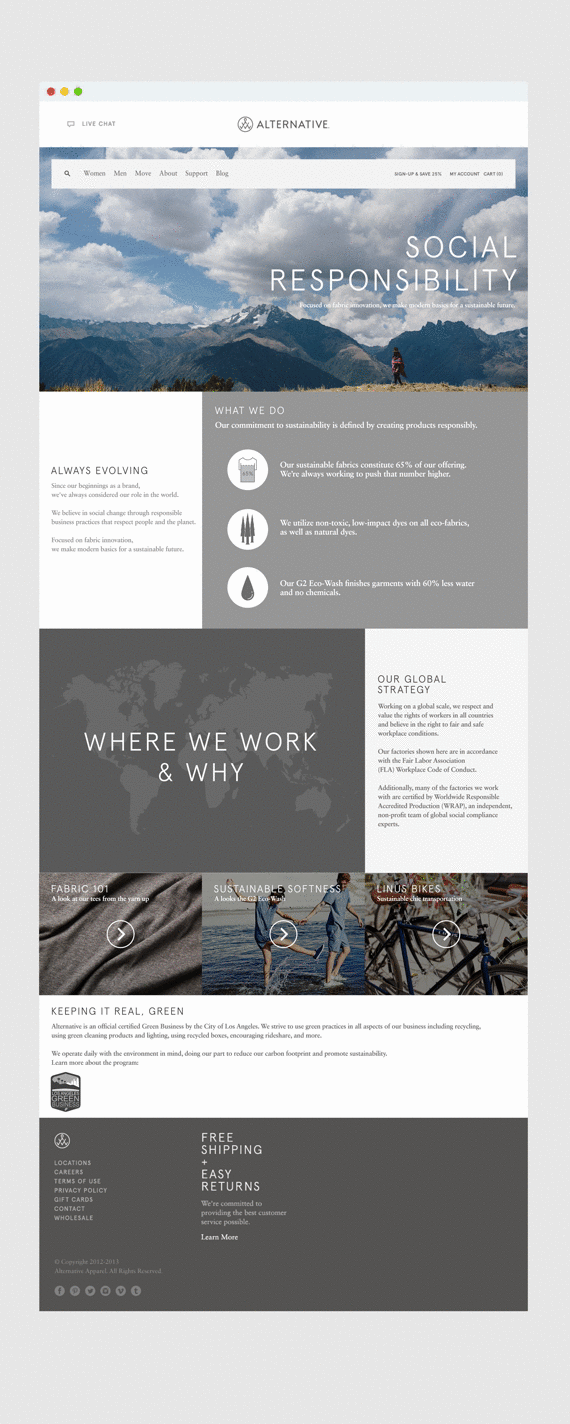 LIVE CHAT
ALTERNATIVE.
Women Men Move About Support Blog
SIGN-UP & SAVE 25% MY ACCOUNT CART (0)
SOCIAL
RESPONSIBILITY
Focused on fabric innovation, we make modern basics for a sustainable future.
ALWAYS EVOLVING
Since our beginnings as a brand,
we've always considered our role in the world.
We believe in social change through responsible
business practices that respect people and the planet.
Focused on fabric innovation,
we make modern basics for a sustainable future.
WHAT WE DO
Our commitment to sustainability is defined by creating products responsibly.
65%
Our sustainable fabrics constitute 65% of our offering.
We're always working to push that number higher.
We utilize non-toxic, low-impact dyes on all eco-fabrics,
as well as natural dyes.
Our G2 Eco-Wash finishes garments with 60% less water
and no chemicals.
WHERE WE WORK
& WHY
OUR GLOBAL
STRATEGY
Working on a global scale, we respect and
value the rights of workers in all countries
and believe in the right to fair and safe
workplace conditions.
Our factories shown here are in accordance
with the Fair Labor Association
(FLA) Workplace Code of Conduct.
Additionally, many of the factories we work
with are certified by Worldwide Responsible
Accredited Production (WRAP), an independent,
non-profit team of global social compliance
experts.
FABRIC 101
A look at our tees from the yarn up
SUSTAINABLE SOFTNESS
A looks the G2 Eco-Wash
LINUS BIKES
Sustainable chic transportation
KEEPING IT REAL, GREEN
Alternative is an official certified Green Business by the City of Los Angeles. We strive to use green practices in all aspects of our business including recycling,
using green cleaning products and lighting, using recycled boxes, encouraging rideshare, and more.
We operate daily with the environment in mind, doing our part to reduce our carbon footprint and promote sustainability.
Learn more about the program:
LOS ANGELES
GREEN
BUSINESS
LOCATIONS
CAREERS
TERMS OF USE
PRIVACY POLICY
GIFT CARDS
CONTACT
WHOLESALE
FREE
SHIPPING
+
EASY
RETURNS
We're committed to
providing the best customer
service possible.
Learn More
© Copyright 2012-2013
Alternative Apparel. All Rights Reserved.